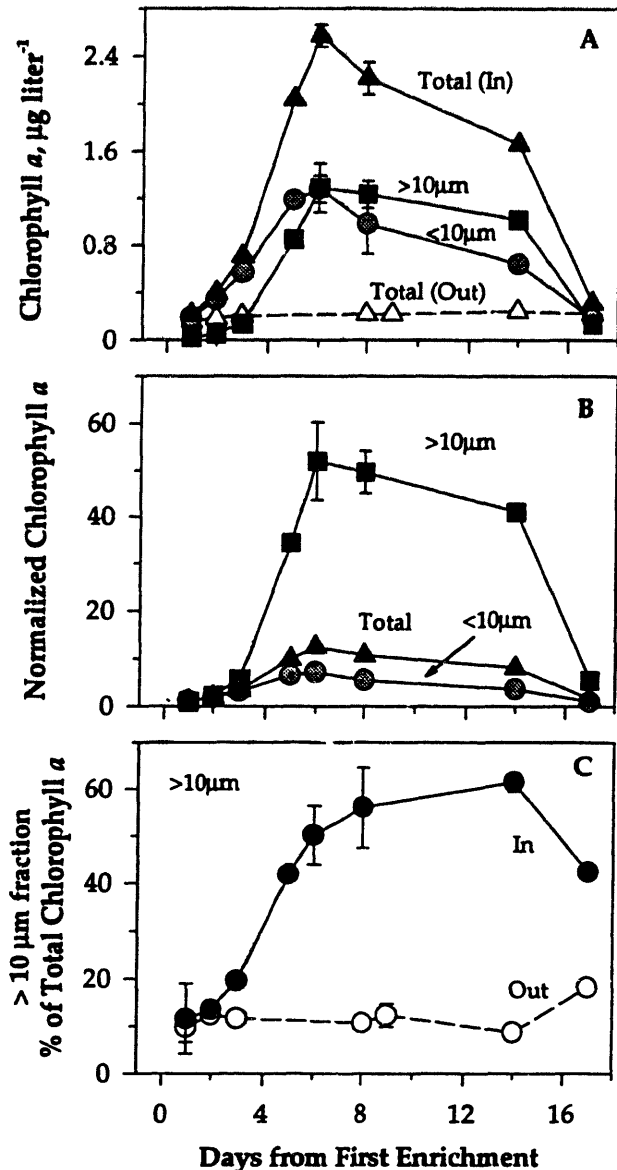 A
Chlorophyll a, μg liter⁻¹
2.4
1.6
0.8
0
Total (In)
>10μm
<10μm
Total (Out)
B
Normalized Chlorophyll a
60
40
20
0
>10μm
Total
<10μm
C
> 10 μm fraction
% of Total Chlorophyll a
60
40
20
0
>10μm
In
Out
0 4 8 12 16
Days from First Enrichment